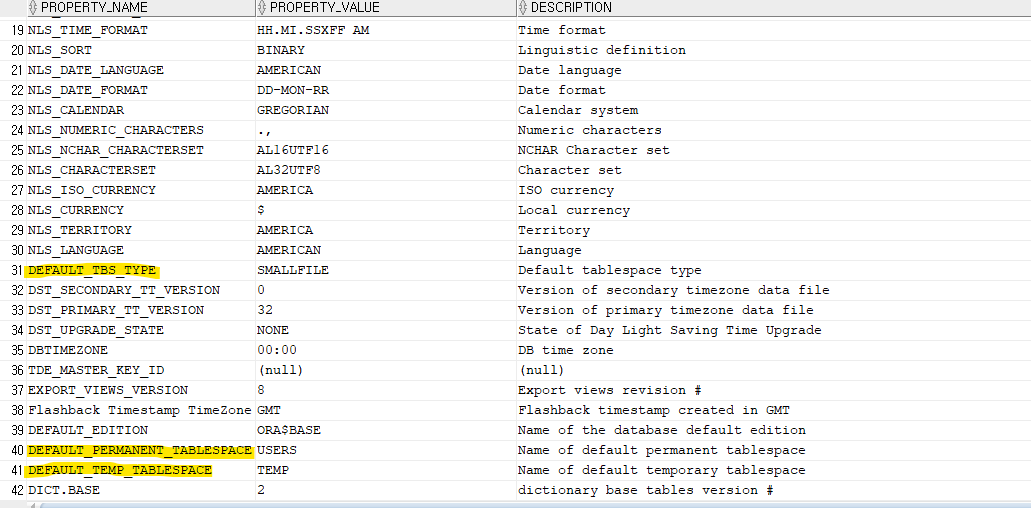 PROPERTY_NAME PROPERTY_VALUE DESCRIPTION
19 NLS_TIME_FORMAT HH.MI.SSXFF AM Time format
20 NLS_SORT BINARY Linguistic definition
21 NLS_DATE_LANGUAGE AMERICAN Date language
22 NLS_DATE_FORMAT DD-MON-RR Date format
23 NLS_CALENDAR GREGORIAN Calendar system
24 NLS_NUMERIC_CHARACTERS ., Numeric characters
25 NLS_NCHAR_CHARACTERSET AL16UTF16 NCHAR Character set
26 NLS_CHARACTERSET AL32UTF8 Character set
27 NLS_ISO_CURRENCY AMERICA ISO currency
28 NLS_CURRENCY $ Local currency
29 NLS_TERRITORY AMERICA Territory
30 NLS_LANGUAGE AMERICAN Language
31 DEFAULT_TBS_TYPE SMALLFILE Default tablespace type
32 DST_SECONDARY_TT_VERSION 0 Version of secondary timezone data file
33 DST_PRIMARY_TT_VERSION 32 Version of primary timezone data file
34 DST_UPGRADE_STATE NONE State of Day Light Saving Time Upgrade
35 DBTIMEZONE 00:00 DB time zone
36 TDE_MASTER_KEY_ID (null) (null)
37 EXPORT_VIEWS_VERSION 8 Export views revision #
38 Flashback Timestamp TimeZone GMT Flashback timestamp created in GMT
39 DEFAULT_EDITION ORA$BASE Name of the database default edition
40 DEFAULT_PERMANENT_TABLESPACE USERS Name of default permanent tablespace
41 DEFAULT_TEMP_TABLESPACE TEMP Name of default temporary tablespace
42 DICT.BASE 2 dictionary base tables version #